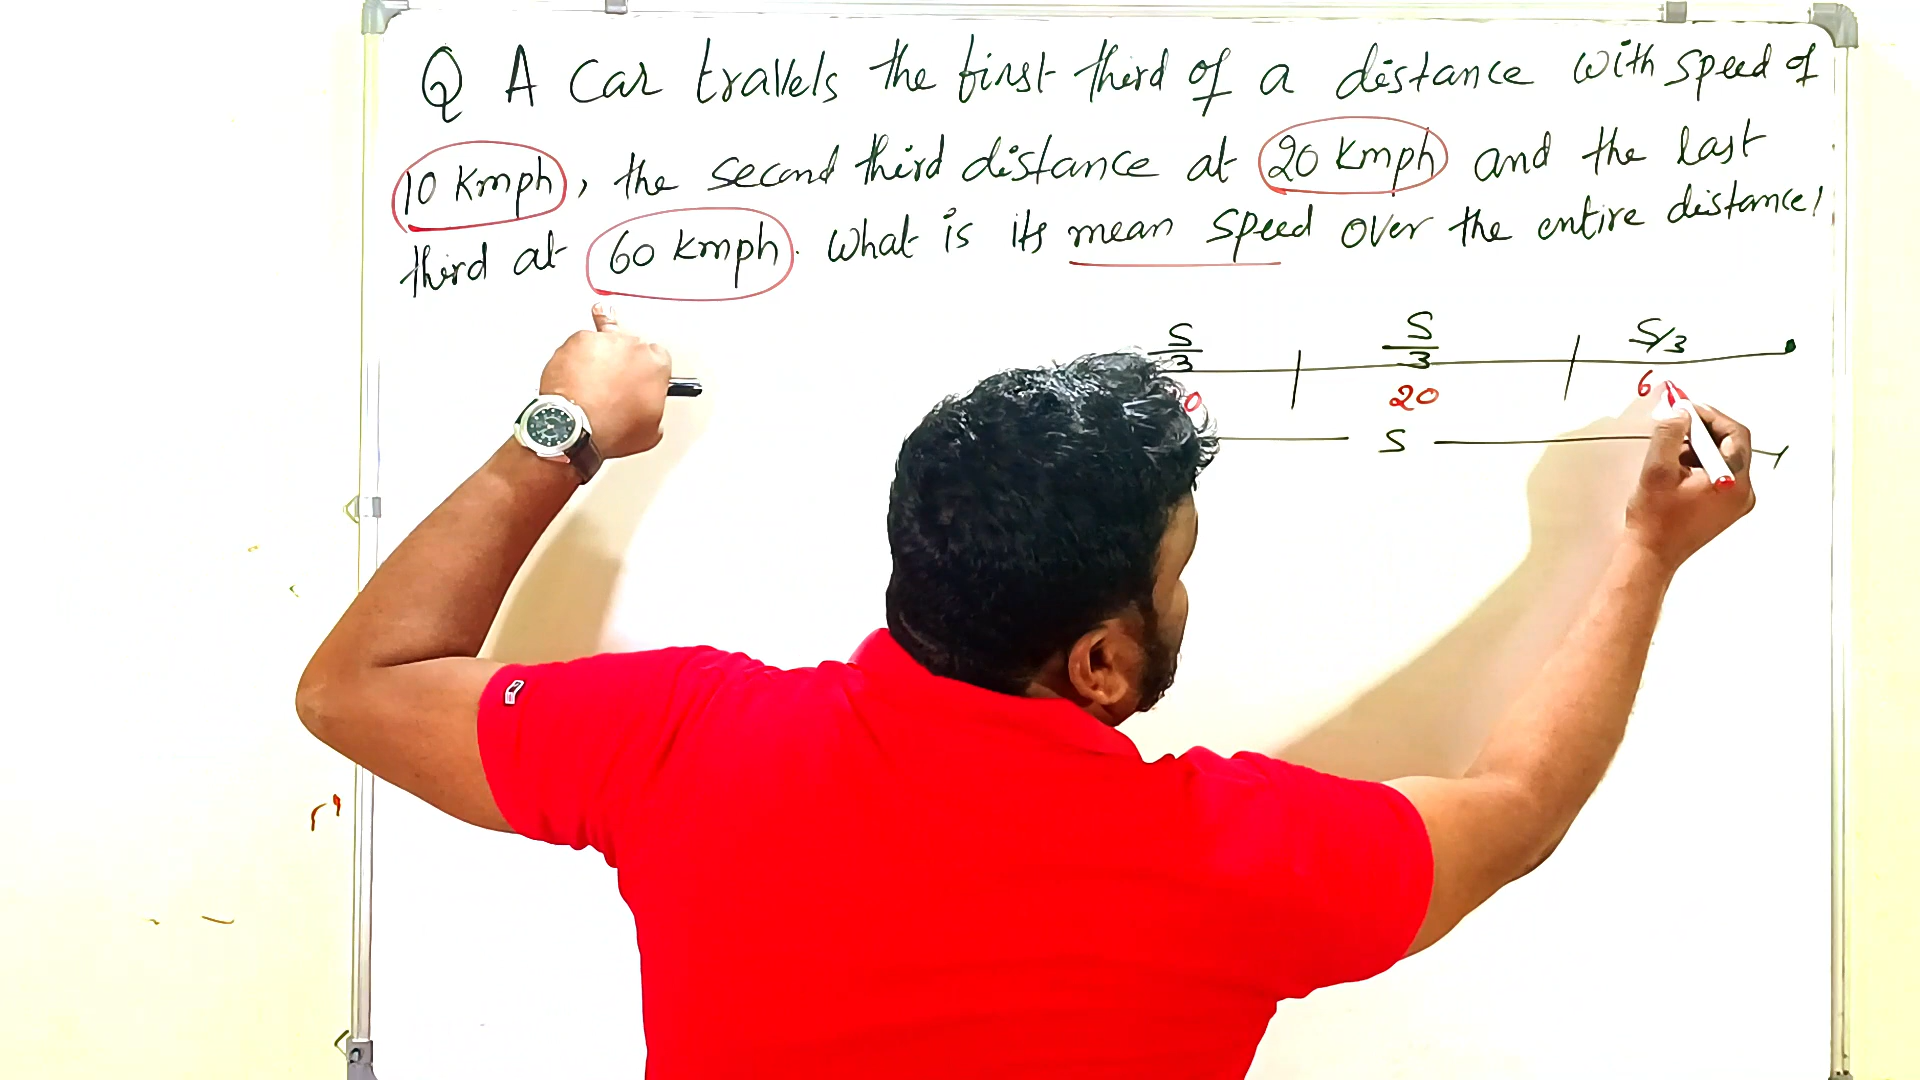 Q A Car travels the first third of a distance with speed of
10 Kmph, the second third distance at 20 Kmph and the last
third at 60 kmph. What is its mean speed over the entire distance?
S/3 S/3 S/3
0 20 6
S